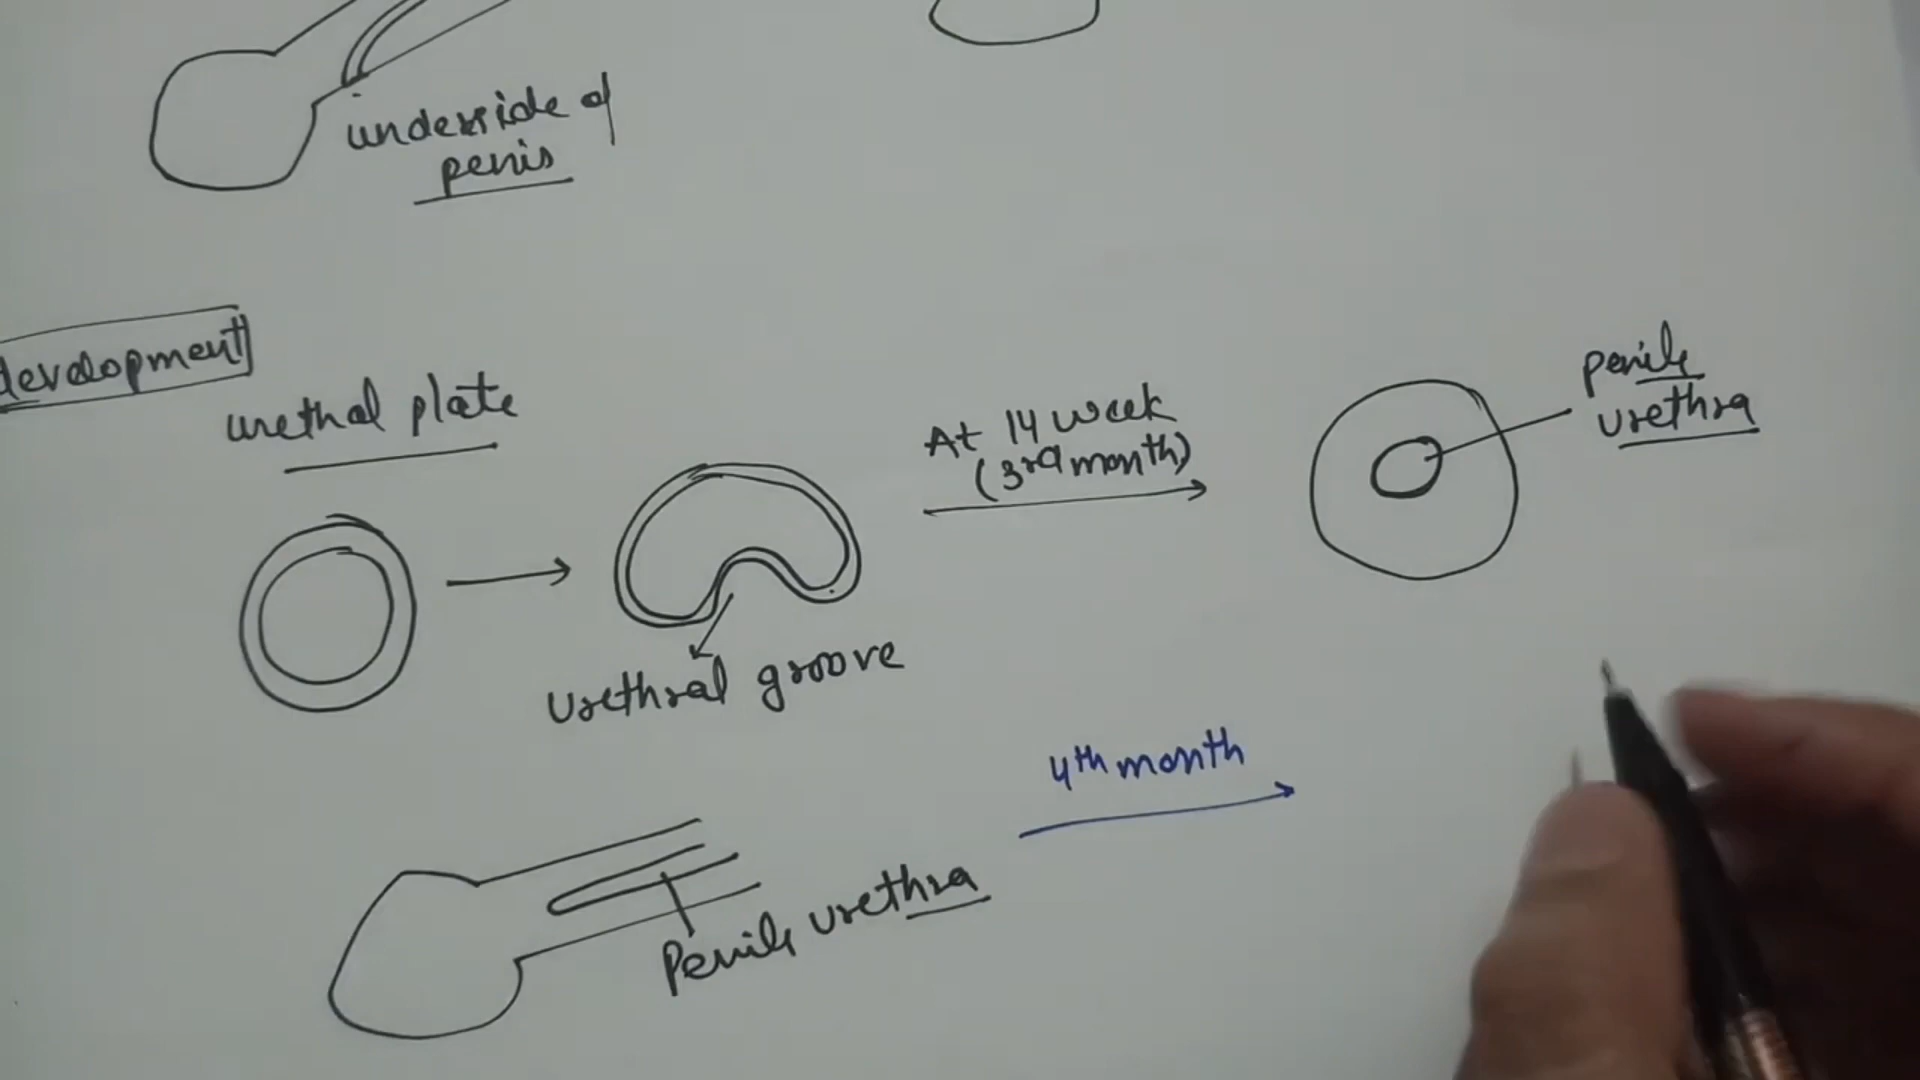 underside of
penis
development
urethal plate
At 14 week
(3rd month)
penile
urethra
urethral groove
4th month
Penile urethra